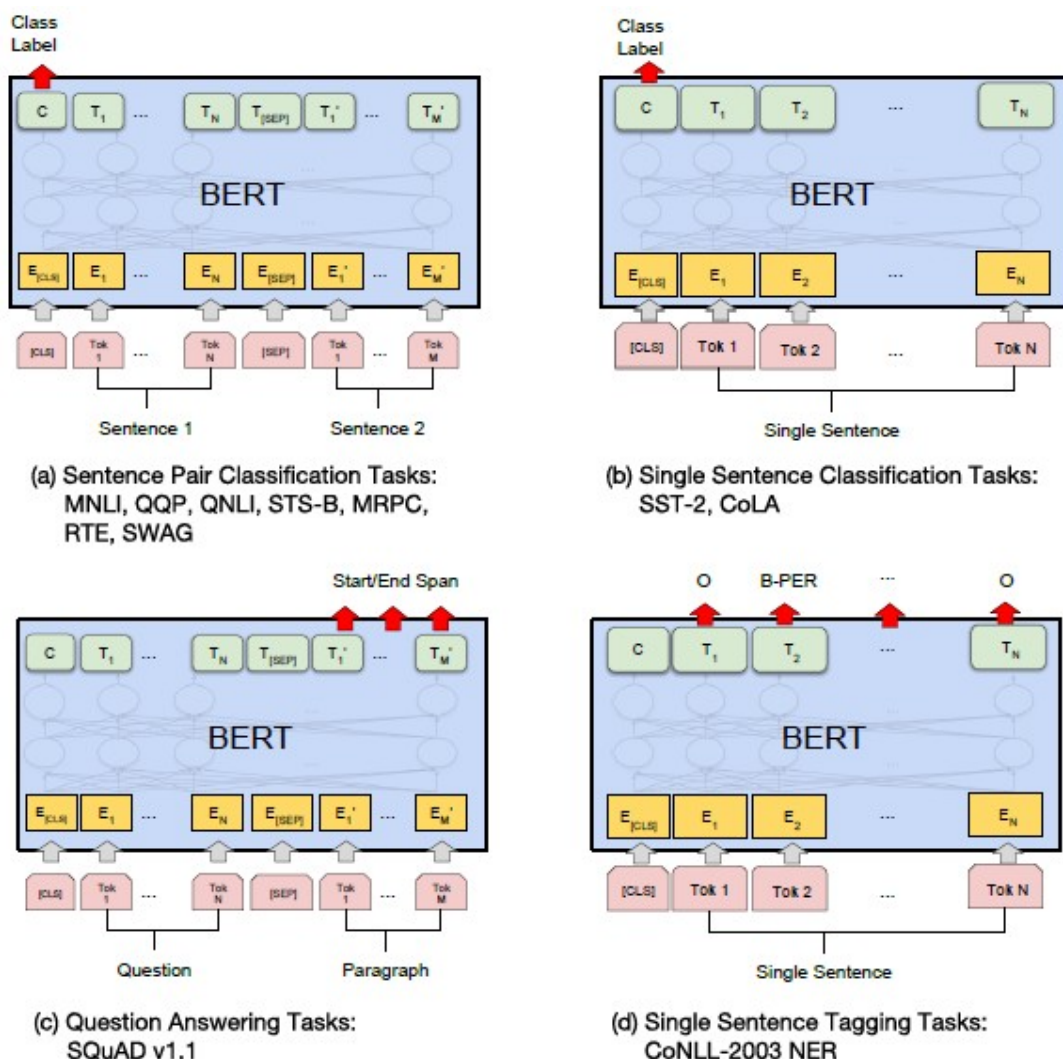 Class
Label
C T1 ... TN T[SEP] T1' ... TM'
BERT
E[CLS] E1 ... EN E[SEP] E1' ... EM'
[CLS] Tok 1 ... Tok N [SEP] Tok 1 ... Tok M
Sentence 1 Sentence 2
(a) Sentence Pair Classification Tasks:
MNLI, QQP, QNLI, STS-B, MRPC,
RTE, SWAG
Class
Label
C T1 T2 ... TN
BERT
E[CLS] E1 E2 ... EN
[CLS] Tok 1 Tok 2 ... Tok N
Single Sentence
(b) Single Sentence Classification Tasks:
SST-2, CoLA
Start/End Span
C T1 ... TN T[SEP] T1' ... TM'
BERT
E[CLS] E1 ... EN E[SEP] E1' ... EM'
[CLS] Tok 1 ... Tok N [SEP] Tok 1 ... Tok M
Question Paragraph
(c) Question Answering Tasks:
SQuAD v1.1
O B-PER ... O
C T1 T2 ... TN
BERT
E[CLS] E1 E2 ... EN
[CLS] Tok 1 Tok 2 ... Tok N
Single Sentence
(d) Single Sentence Tagging Tasks:
CoNLL-2003 NER